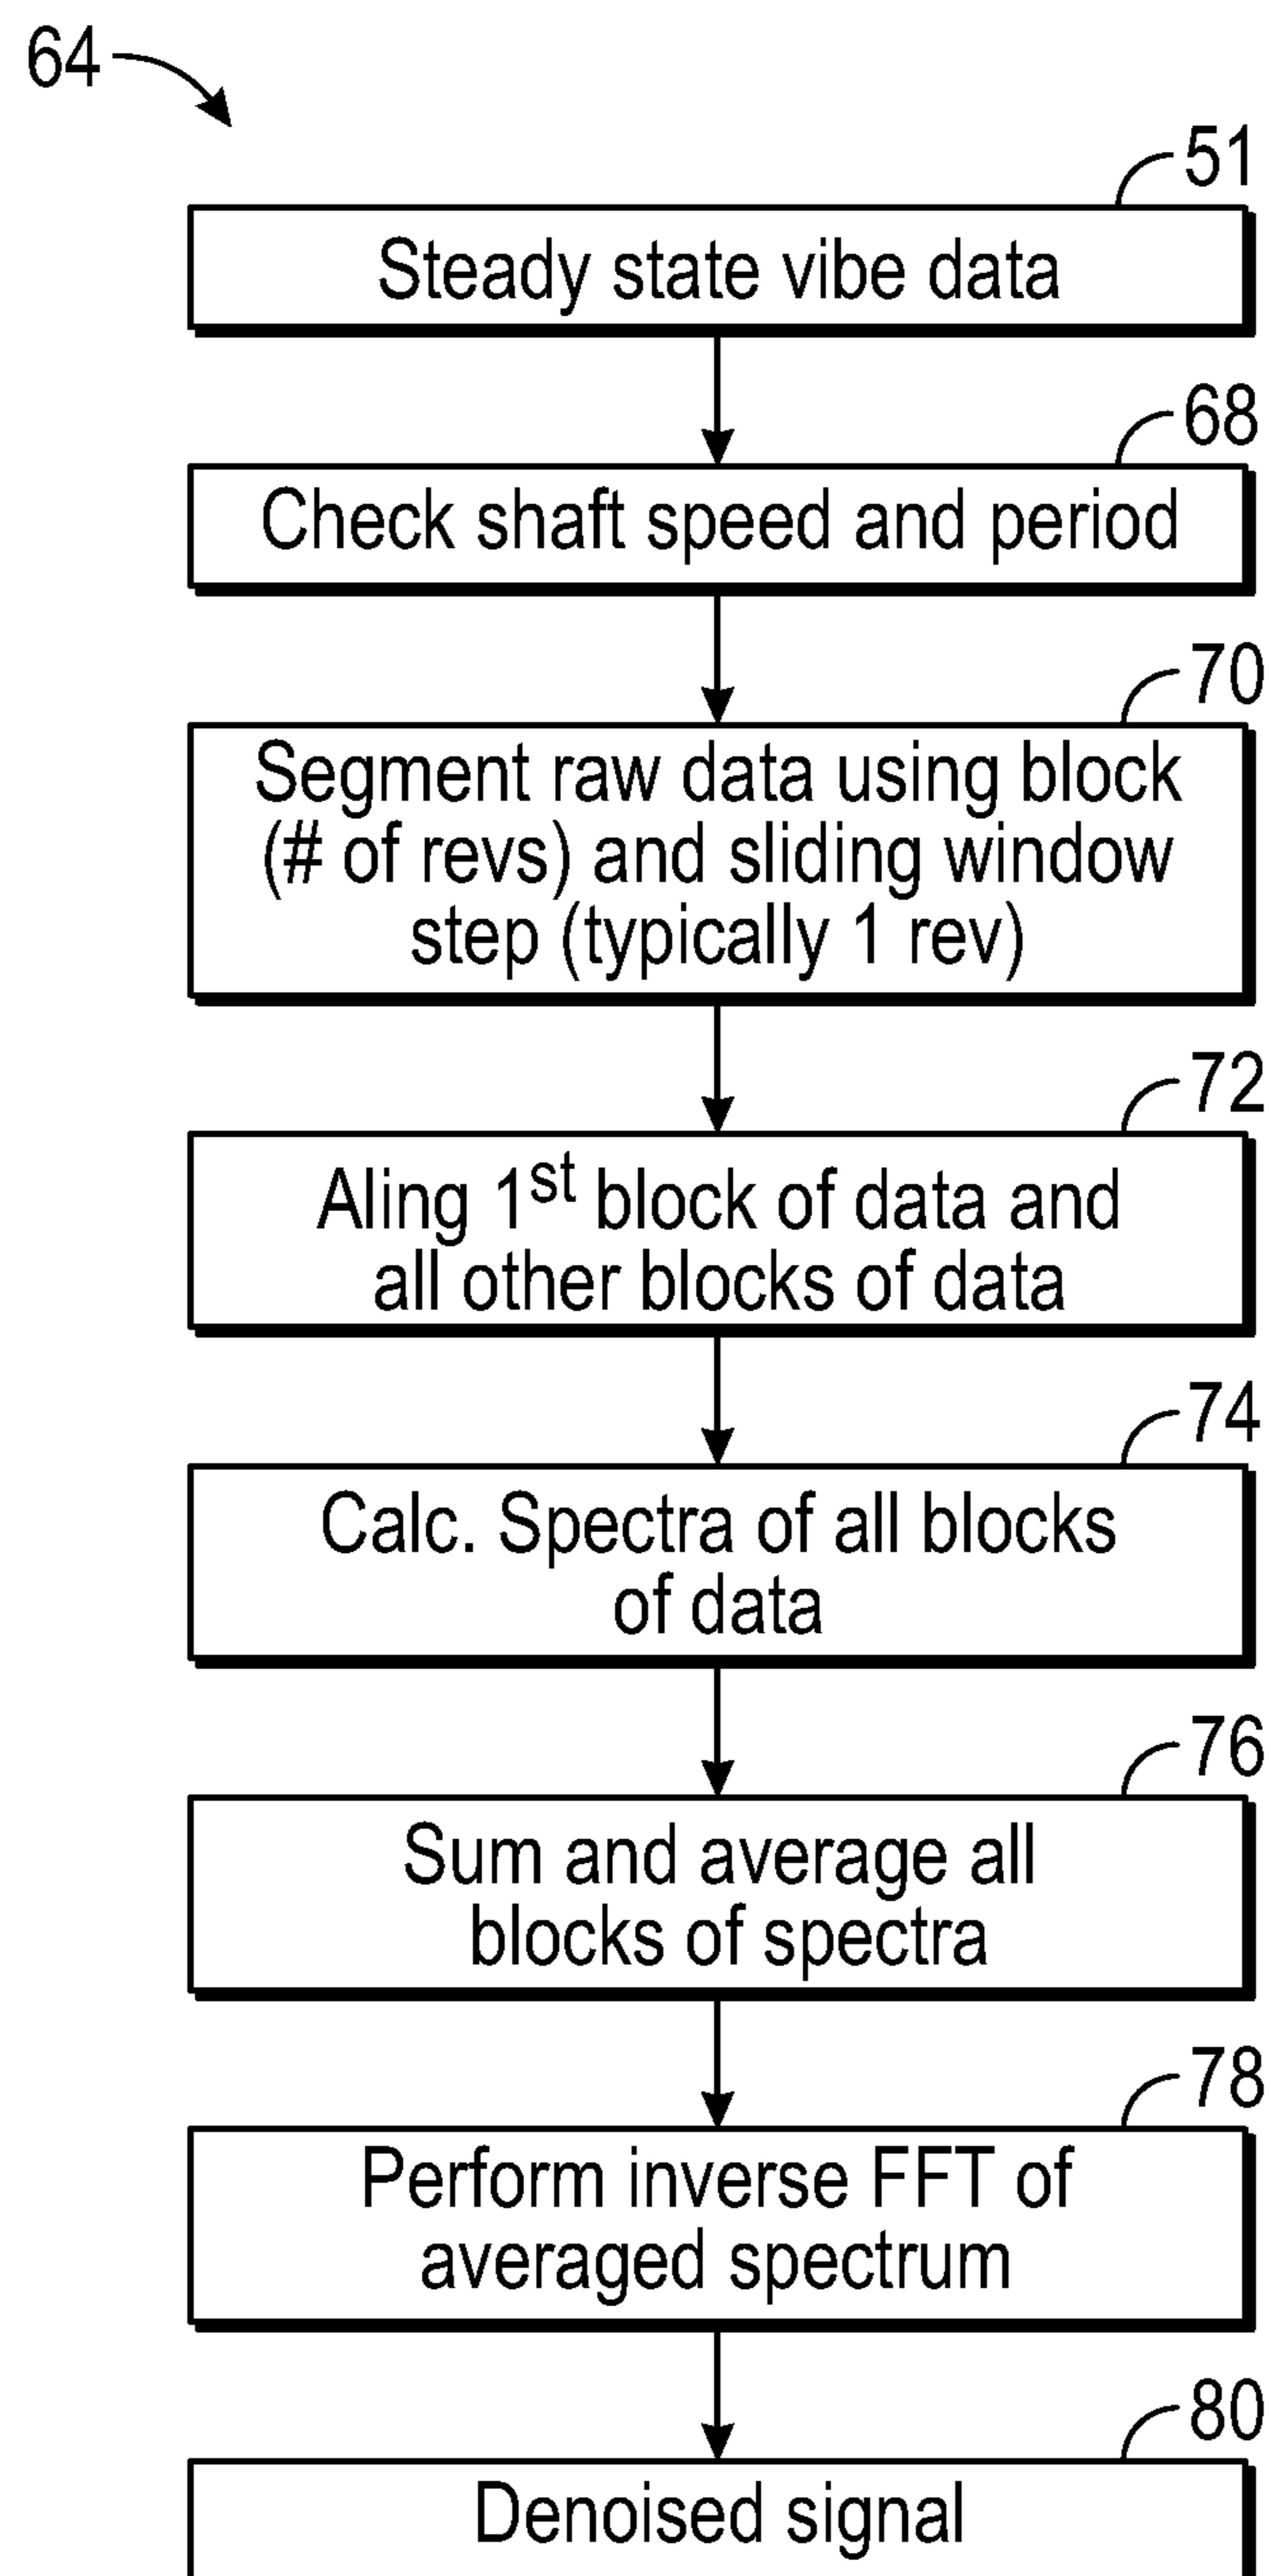 64
51
Steady state vibe data
68
Check shaft speed and period
70
Segment raw data using block
(# of revs) and sliding window
step (typically 1 rev)
72
Aling 1st block of data and
all other blocks of data
74
Calc. Spectra of all blocks
of data
76
Sum and average all
blocks of spectra
78
Perform inverse FFT of
averaged spectrum
80
Denoised signal